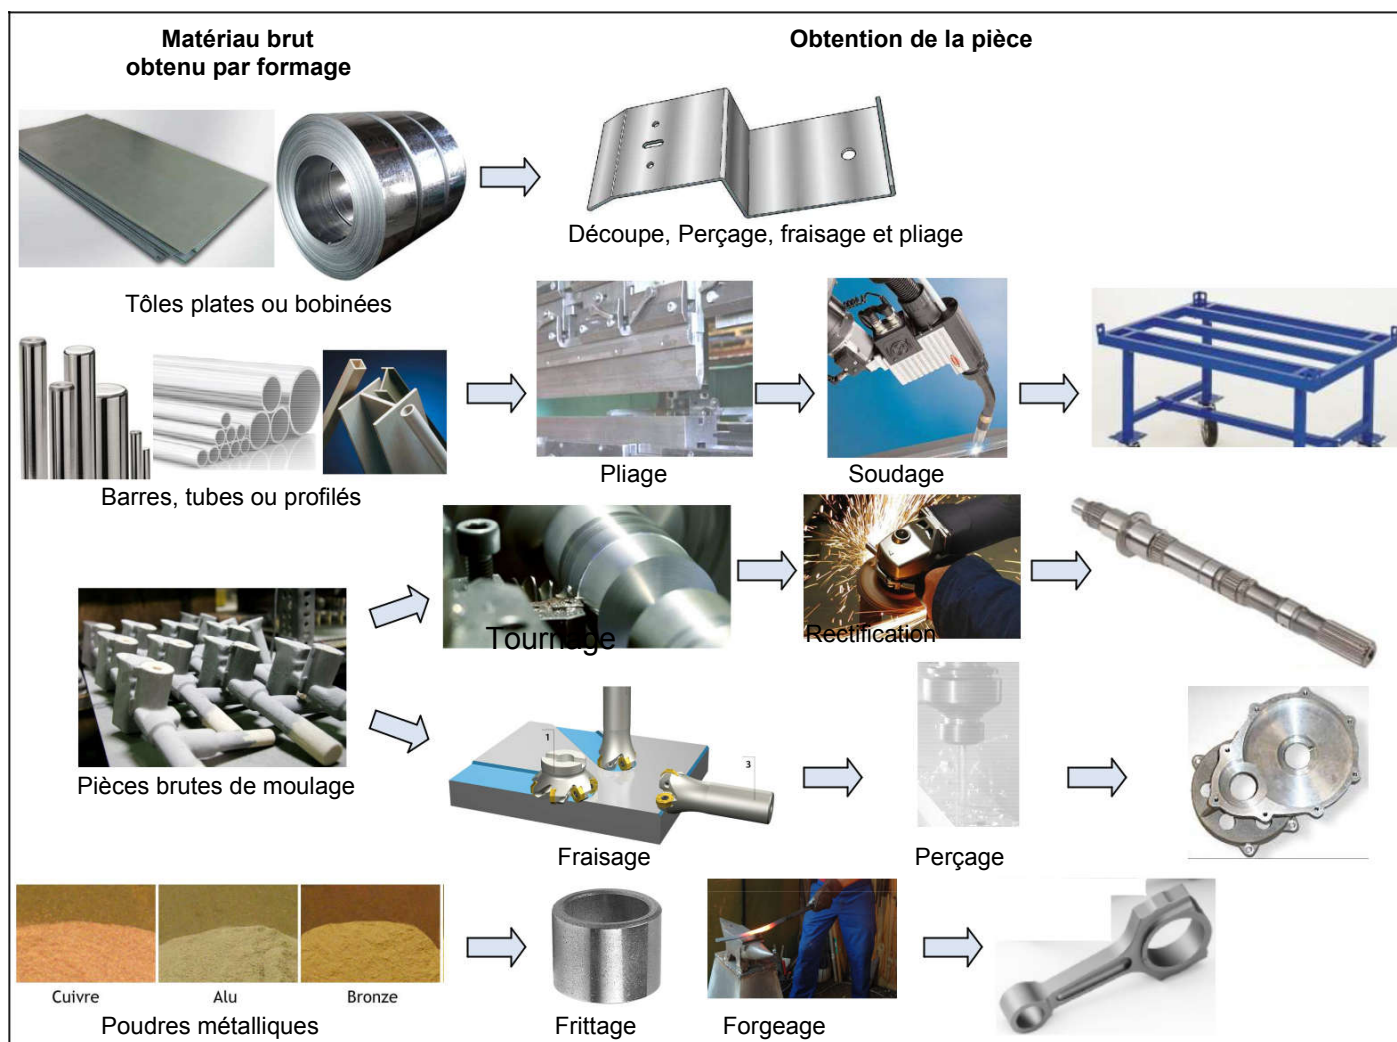 Matériau brut
obtenu par formage
Obtention de la pièce
Découpe, Perçage, fraisage et pliage
Tôles plates ou bobinées
Pliage
Soudage
Barres, tubes ou profilés
Tournage
Rectification
Pièces brutes de moulage
1
3
Fraisage
Perçage
Cuivre
Alu
Bronze
Poudres métalliques
Frittage
Forgeage